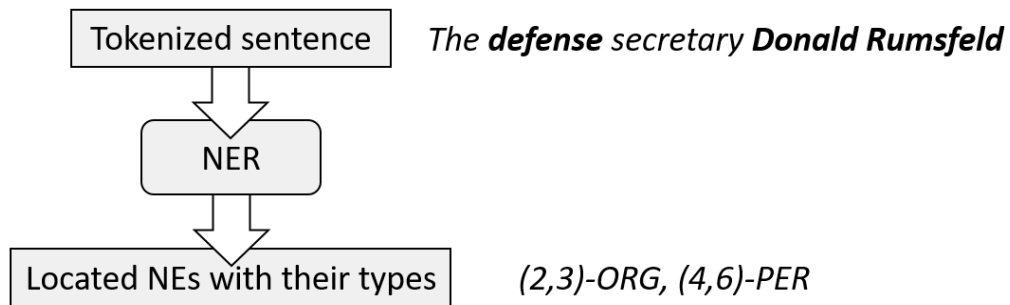 Tokenized sentence
The defense secretary Donald Rumsfeld
NER
Located NEs with their types
(2,3)-ORG, (4,6)-PER